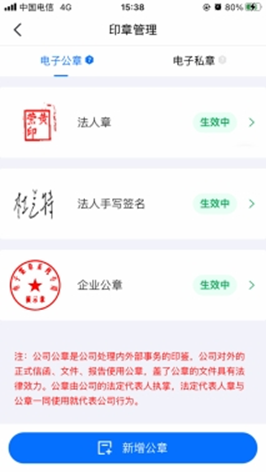 中国电信 4G
15:38
80%
印章管理
电子公章
电子私章
法人章
生效中
法人手写签名
生效中
企业公章
生效中
注：公司公章是公司处理内外部事务的印鉴，公司对外的
正式信函、文件、报告使用公章，盖了公章的文件具有法
律效力。公章由公司的法定代表人执掌，法定代表人章与
公章一同使用就代表公司行为。
新增公章